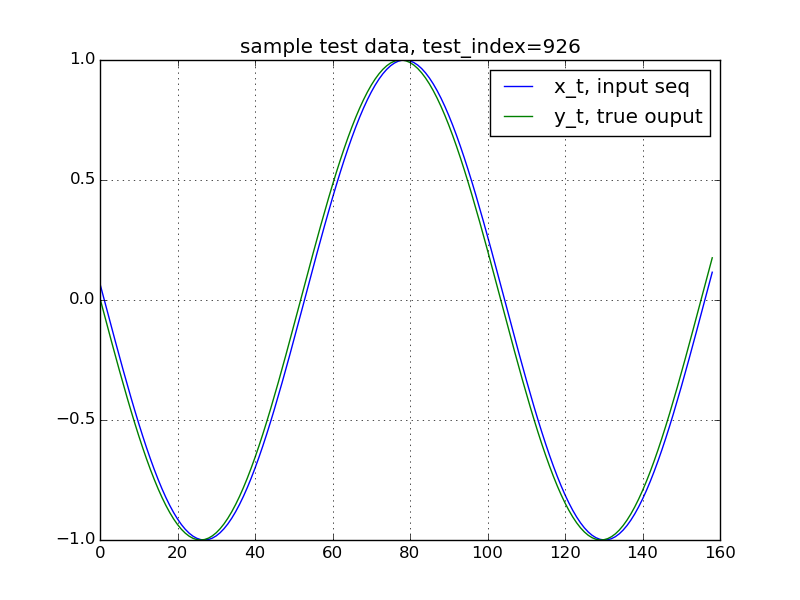 sample test data, test_index=926
x_t, input seq
y_t, true ouput
1.0
0.5
0.0
−0.5
−1.0
0 20 40 60 80 100 120 140 160